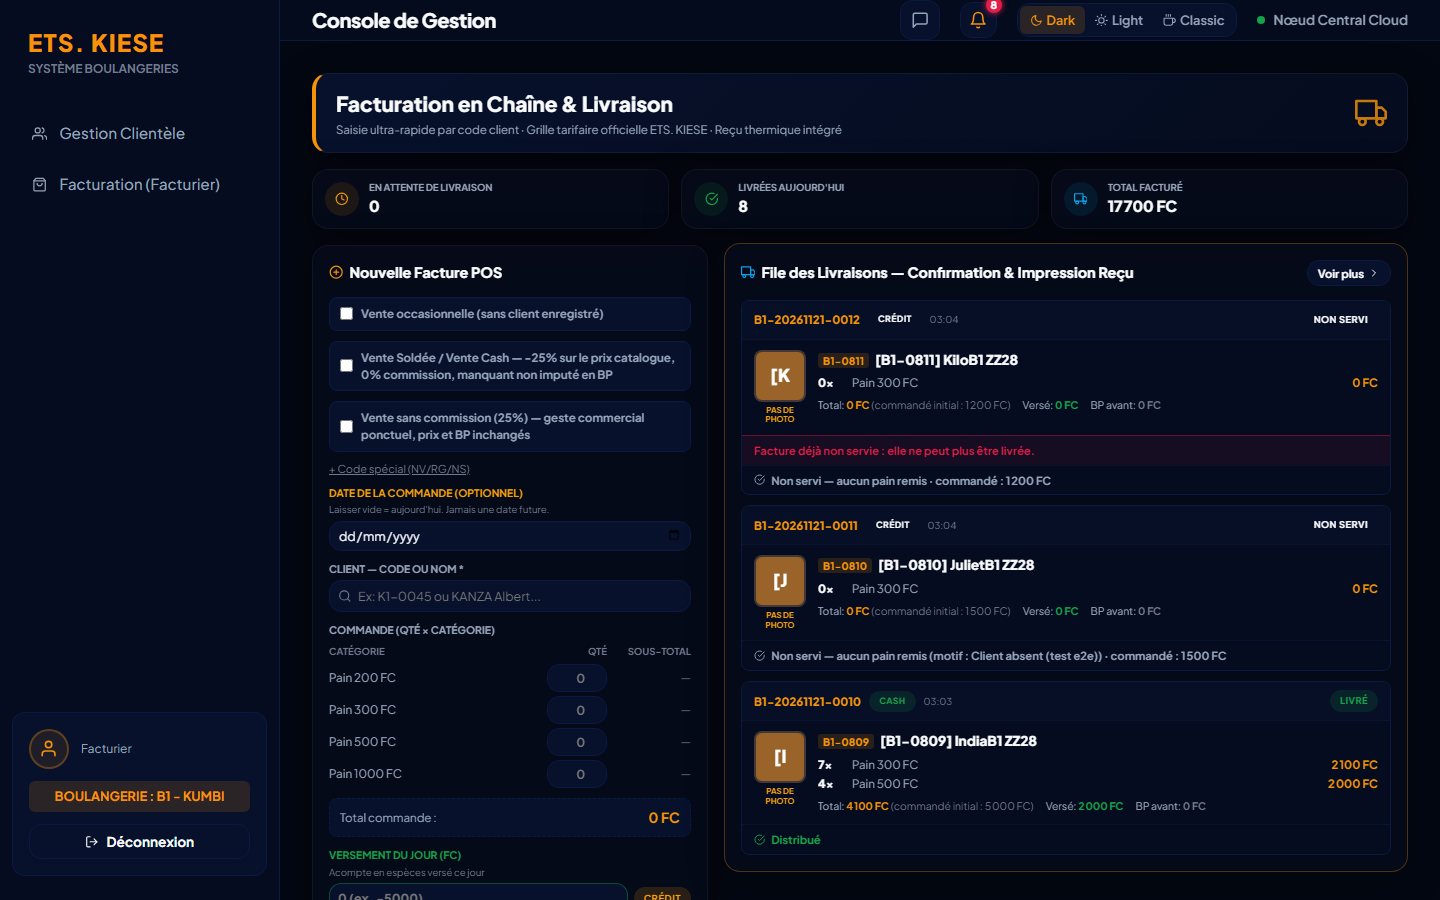 ETS. KIESE
SYSTÈME BOULANGERIES
Gestion Clientèle
Facturation (Facturier)
Facturier
BOULANGERIE : B1 - KUMBI
Déconnexion
Console de Gestion
8
Dark
Light
Classic
Nœud Central Cloud
Facturation en Chaîne & Livraison
Saisie ultra-rapide par code client · Grille tarifaire officielle ETS. KIESE · Reçu thermique intégré
EN ATTENTE DE LIVRAISON
0
LIVRÉES AUJOURD'HUI
8
TOTAL FACTURÉ
17700 FC
Nouvelle Facture POS
Vente occasionnelle (sans client enregistré)
Vente Soldée / Vente Cash — -25% sur le prix catalogue,
0% commission, manquant non imputé en BP
Vente sans commission (25%) — geste commercial
ponctuel, prix et BP inchangés
+ Code spécial (NV/RG/NS)
DATE DE LA COMMANDE (OPTIONNEL)
Laisser vide = aujourd'hui. Jamais une date future.
dd/mm/yyyy
CLIENT — CODE OU NOM *
Ex: K1-0045 ou KANZA Albert...
COMMANDE (QTÉ × CATÉGORIE)
CATÉGORIE QTÉ SOUS-TOTAL
Pain 200 FC 0 —
Pain 300 FC 0 —
Pain 500 FC 0 —
Pain 1000 FC 0 —
Total commande : 0 FC
VERSEMENT DU JOUR (FC)
Acompte en espèces versé ce jour
0 (ex. -5000) CRÉDIT
File des Livraisons — Confirmation & Impression Reçu
Voir plus
B1-20261121-0012 CRÉDIT 03:04 NON SERVI
[K
PAS DE
PHOTO
B1-0811 [B1-0811] KiloB1 ZZ28
0× Pain 300 FC 0 FC
Total: 0 FC (commandé initial : 1200 FC) Versé: 0 FC BP avant: 0 FC
Facture déjà non servie : elle ne peut plus être livrée.
Non servi — aucun pain remis · commandé : 1200 FC
B1-20261121-0011 CRÉDIT 03:04 NON SERVI
[J
PAS DE
PHOTO
B1-0810 [B1-0810] JulietB1 ZZ28
0× Pain 300 FC 0 FC
Total: 0 FC (commandé initial : 1500 FC) Versé: 0 FC BP avant: 0 FC
Non servi — aucun pain remis (motif : Client absent (test e2e)) · commandé : 1500 FC
B1-20261121-0010 CASH 03:03 LIVRÉ
[I
PAS DE
PHOTO
B1-0809 [B1-0809] IndiaB1 ZZ28
7× Pain 300 FC 2100 FC
4× Pain 500 FC 2000 FC
Total: 4100 FC (commandé initial : 5000 FC) Versé: 2000 FC BP avant: 0 FC
Distribué